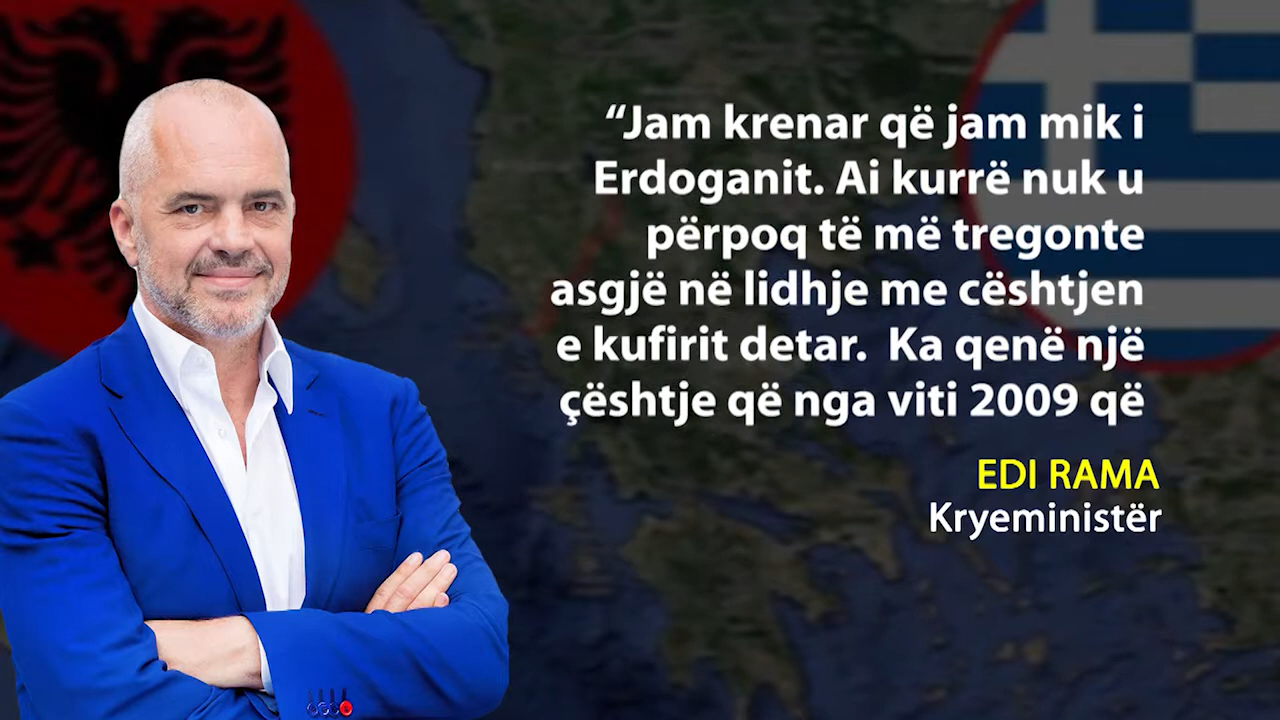 “Jam krenar që jam mik i
Erdoganit. Ai kurrë nuk u
përpoq të më tregonte
asgjë në lidhje me cështjen
e kufirit detar.  Ka qenë një
çështje që nga viti 2009 që
EDI RAMA
Kryeministër